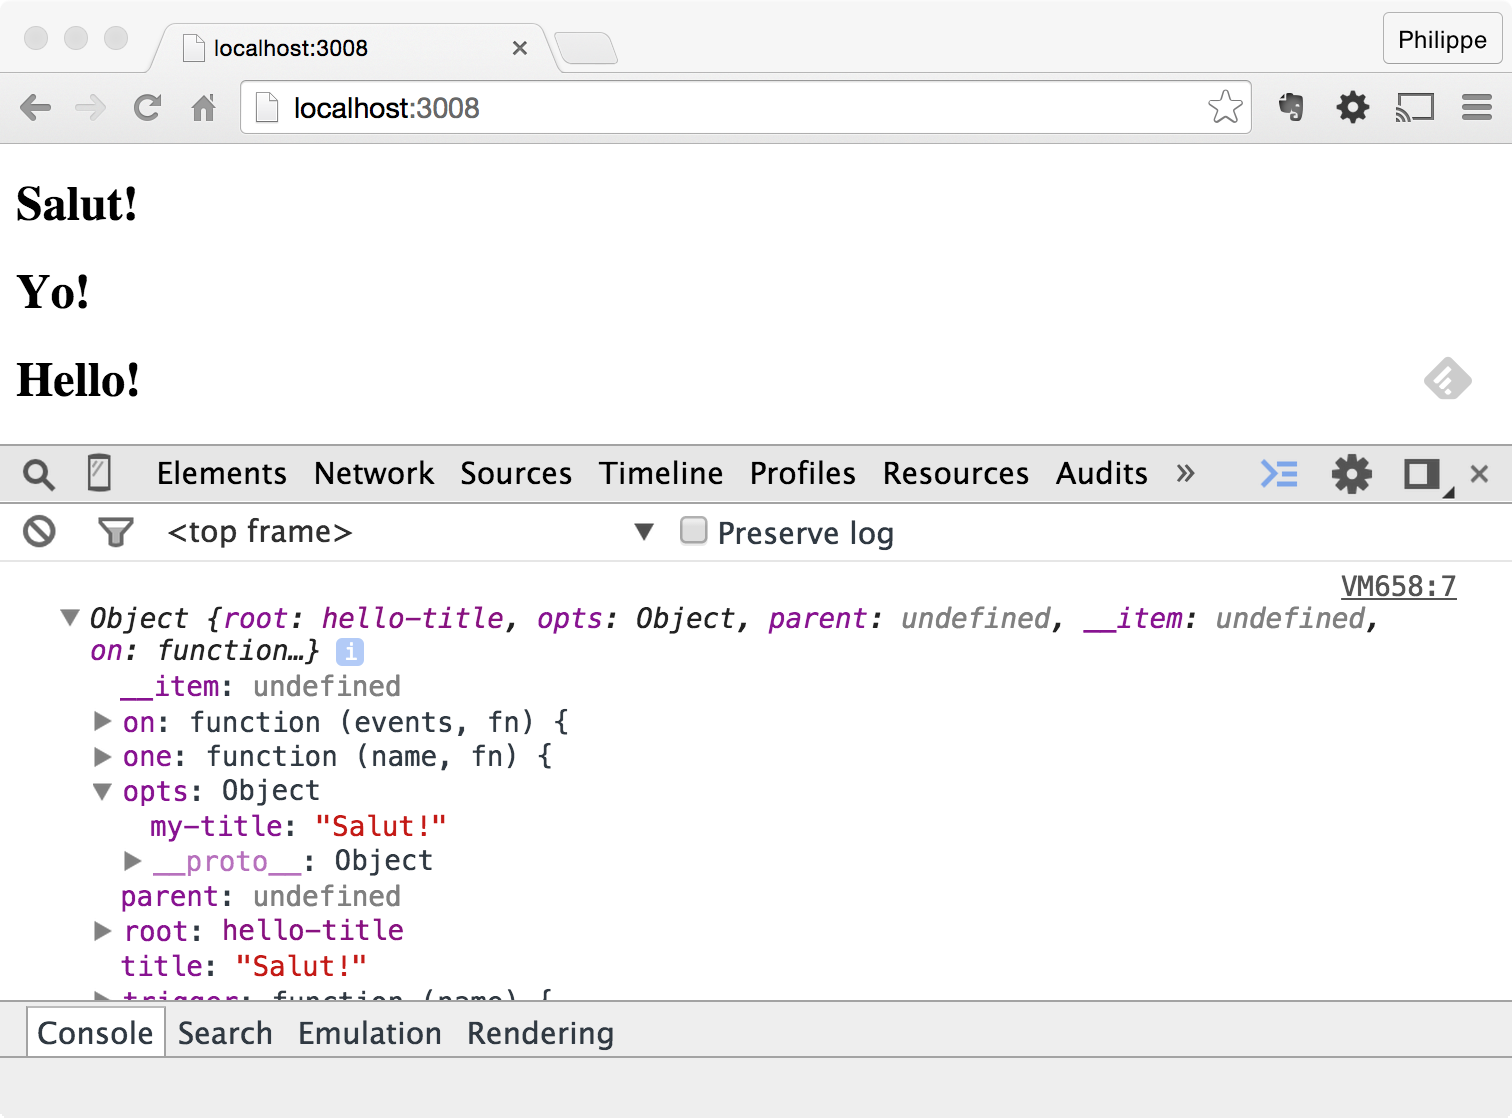 localhost:3008
Philippe
localhost:3008
Salut!
Yo!
Hello!
Elements Network Sources Timeline Profiles Resources Audits »
<top frame> ▼ Preserve log
VM658:7
▼ Object {root: hello-title, opts: Object, parent: undefined, __item: undefined,
on: function…} i
__item: undefined
▶ on: function (events, fn) {
▶ one: function (name, fn) {
▼ opts: Object
my-title: "Salut!"
▶ __proto__: Object
parent: undefined
▶ root: hello-title
title: "Salut!"
▶ trigger: function (name) {
Console Search Emulation Rendering